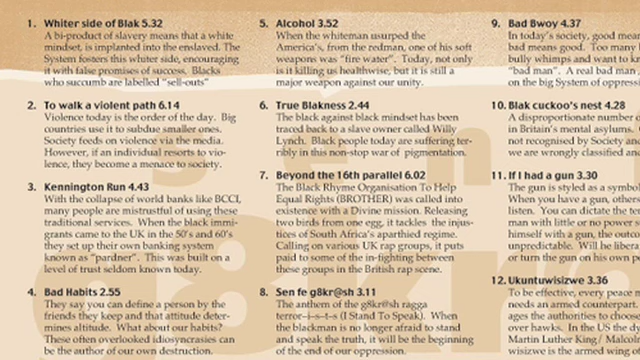 1. Whiter side of Blak 5.32
A bi-product of slavery means that a white
mindset, is implanted into the enslaved. The
System fosters this whiter side, encouraging
it with false promises of success. Blacks
who succumb are labelled "sell-outs"
2. To walk a violent path 6.14
Violence today is the order of the day. Big
countries use it to subdue smaller ones.
Society feeds on violence via the media.
However, if an individual resorts to vio-
lence, they become a menace to society.
3. Kennington Run 4.43
With the collapse of world banks like BCCI,
many people are mistrustful of using these
traditional services. When the black immi-
grants came to the UK in the 50's and 60's
they set up their own banking system
known as "pardner". This was built on a
level of trust seldom known today.
4. Bad Habits 2.55
They say you can define a person by the
friends they keep and that attitude deter-
mines altitude. What about our habits?
These often overlooked idiosyncrasies can
be the author of our own destruction.
5. Alcohol 3.52
When the whiteman usurped the
America's, from the redman, one of his soft
weapons was "fire water". Today, not only
is it killing us healthwise, but it is still a
major weapon against our unity.
6. True Blakness 2.44
The black against black mindset has been
traced back to a slave owner called Willy
Lynch. Black people today are suffering ter-
ribly in this non-stop war of pigmentation.
7. Beyond the 16th parallel 6.02
The Black Rhyme Organisation To Help
Equal Rights (BROTHER) was called into
existence with a Divine mission. Releasing
two birds from one egg, it tackles the injus-
tices of South Africa's aparthied regime.
Calling on various UK rap groups, it puts
paid to some of the in-fighting between
these groups in the British rap scene.
8. Sen fe g8kr@sh 3.11
The anthem of the g8kr@sh ragga
terror-i-s-t-s (I Stand To Speak). When
the blackman is no longer afraid to stand
and speak the truth, it will be the beginning
of the end of our oppression.
9. Bad Bwoy 4.37
In today's society, good mean
bad means good. Too many
bully whimps and want to
"bad man". A real bad man
on the big System of oppress
10. Blak cuckoo's nest 4.28
A disproportionate number
in Britain's mental asylums.
not recognised by Society an
we are wrongly classified an
11. If I had a gun 3.30
The gun is styled as a symbol
When you have a gun, others
listen. You can dictate the
man with little or no power
himself with a gun, the outco
unpredictable. Will he libera
or turn the gun on his own
12. Ukuntuwisizwe 3.36
To be effective, every peace
needs an armed counterpart.
ages the authorities to choose
over hawks. In the US the
Martin Luther King/ Malcolm
wisizwe is the armed wing